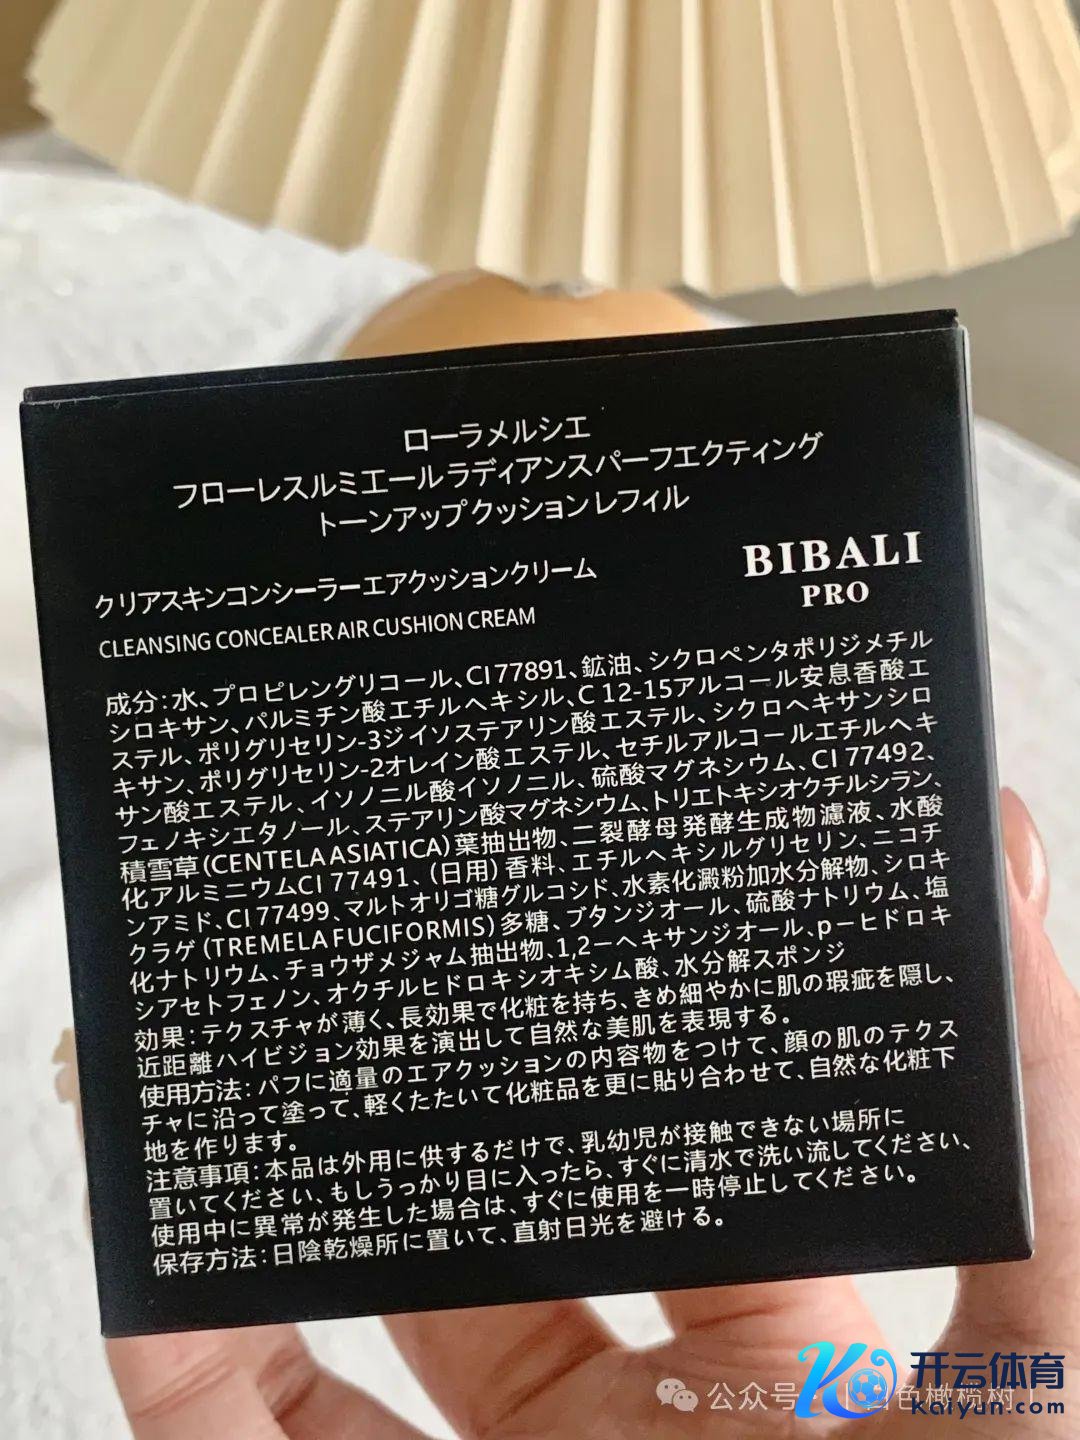 ローラメルシエ
フローレスルミエールラディアンスパーフエクティング
トーンアップクッションレフィル
BIBALI
PRO
クリアスキンコンシーラーエアクッションクリーム
CLEANSING CONCEALER AIR CUSHION CREAM
成分:水、プロピレングリコール、CI 77891、鉱油、シクロペンタポリジメチル
シロキサン、パルミチン酸エチルヘキシル、C 12-15アルコール安息香酸エ
ステル、ポリグリセリン-3ジイソステアリン酸エステル、シクロヘキサンシロ
キサン、ポリグリセリン-2オレイン酸エステル、セチルアルコールエチルヘキ
サン酸エステル、イソノニル酸イソノニル、硫酸マグネシウム、CI 77492、
フェノキシエタノール、ステアリン酸マグネシウム、トリエトキシオクチルシラン、
積雪草(CENTELA ASIATICA)葉抽出物、二裂酵母発酵生成物濾液、水酸
化アルミニウムCI 77491、(日用)香料、エチルヘキシルグリセリン、ニコチ
ンアミド、CI 77499、マルトオリゴ糖グルコシド、水素化澱粉加水分解物、シロキ
クラゲ(TREMELA FUCIFORMIS)多糖、ブタンジオール、硫酸ナトリウム、塩
化ナトリウム、チョウザメジャム抽出物、1,2-ヘキサンジオール、p-ヒドロキ
シアセトフェノン、オクチルヒドロキシオキシム酸、水分解スポンジ
効果:テクスチャが薄く、長効果で化粧を持ち、きめ細やかに肌の瑕疵を隠し、
近距離ハイビジョン効果を演出して自然な美肌を表現する。
使用方法:パフに適量のエアクッションの内容物をつけて、顔の肌のテクス
チャに沿って塗って、軽くたたいて化粧品を更に貼り合わせて、自然な化粧下
地を作ります。
注意事項:本品は外用に供するだけで、乳幼児が接触できない場所に
置いてください、もしうっかり目に入ったら、すぐに清水で洗い流してください、
使用中に異常が発生した場合は、すぐに使用を一時停止してください。
保存方法:日陰乾燥所に置いて、直射日光を避ける。
开云体育
kaiyun.com
公众号
色橄榄树